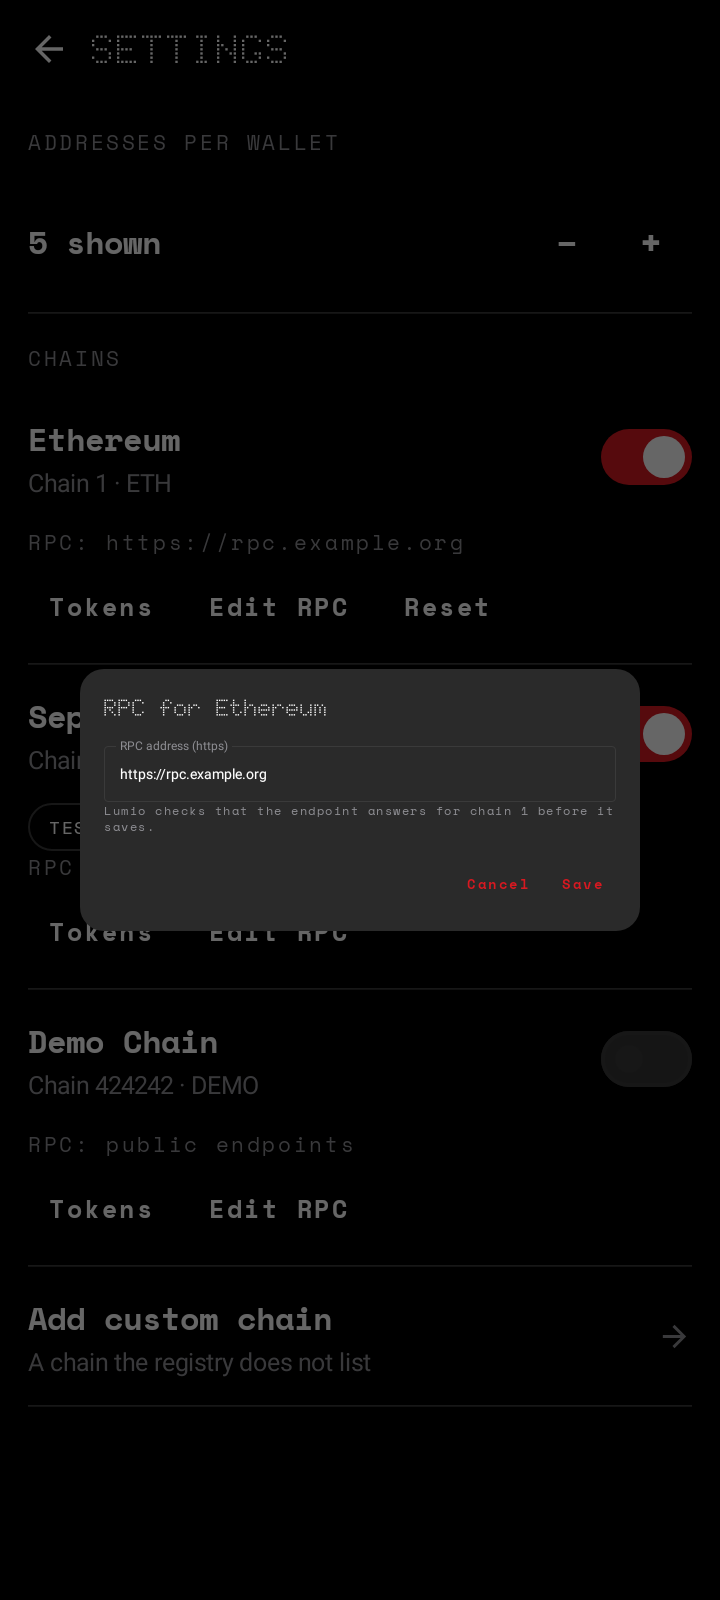 SETTINGS
ADDRESSES PER WALLET
5 shown
− +
CHAINS
Ethereum
Chain 1 · ETH
RPC: https://rpc.example.org
Tokens Edit RPC Reset
RPC for Ethereum
RPC address (https)
https://rpc.example.org
Lumio checks that the endpoint answers for chain 1 before it
saves.
Cancel Save
RPC
Tokens Edit RPC
Demo Chain
Chain 424242 · DEMO
RPC: public endpoints
Tokens Edit RPC
Add custom chain
A chain the registry does not list